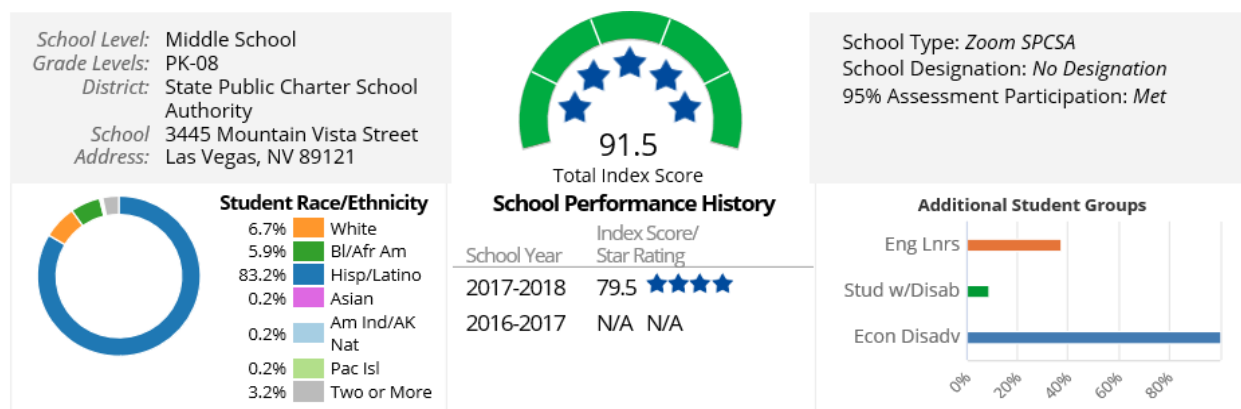 School Level: Middle School
Grade Levels: PK-08
District: State Public Charter School
Authority
School 3445 Mountain Vista Street
Address: Las Vegas, NV 89121
91.5
Total Index Score
School Type: Zoom SPCSA
School Designation: No Designation
95% Assessment Participation: Met
Student Race/Ethnicity
6.7% White
5.9% Bl/Afr Am
83.2% Hisp/Latino
0.2% Asian
0.2% Am Ind/AK
Nat
0.2% Pac Isl
3.2% Two or More
School Performance History
Index Score/
School Year Star Rating
2017-2018 79.5
2016-2017 N/A N/A
Additional Student Groups
Eng Lnrs
Stud w/Disab
Econ Disadv
0% 20% 40% 60% 80%